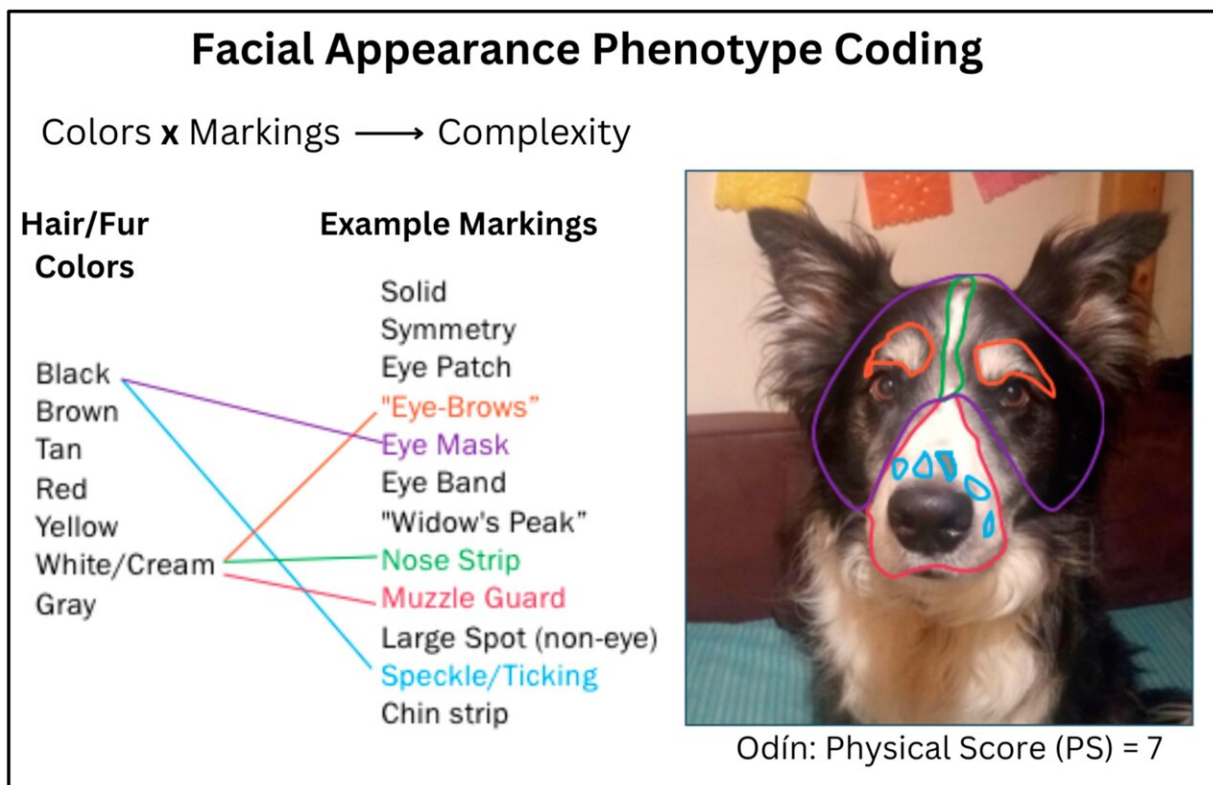 Facial Appearance Phenotype Coding
Colors x Markings ⟶ Complexity
Hair/Fur
Colors
Black
Brown
Tan
Red
Yellow
White/Cream
Gray
Example Markings
Solid
Symmetry
Eye Patch
"Eye-Brows”
Eye Mask
Eye Band
"Widow's Peak”
Nose Strip
Muzzle Guard
Large Spot (non-eye)
Speckle/Ticking
Chin strip
Odín: Physical Score (PS) = 7